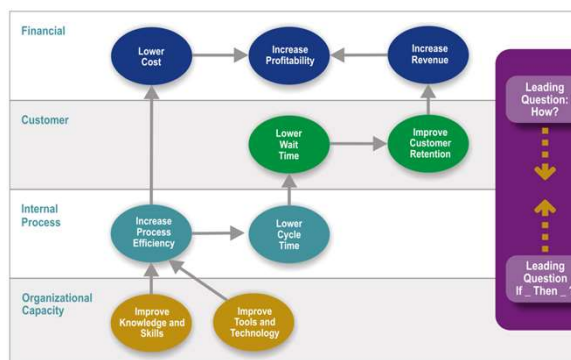 Financial
Lower
Cost
Increase
Profitability
Increase
Revenue
Customer
Lower
Wait
Time
Improve
Customer
Retention
Internal
Process
Increase
Process
Efficiency
Lower
Cycle
Time
Organizational
Capacity
Improve
Knowledge and
Skills
Improve
Tools and
Technology
Leading
Question:
How?
Leading
Question
If _ Then _ ?